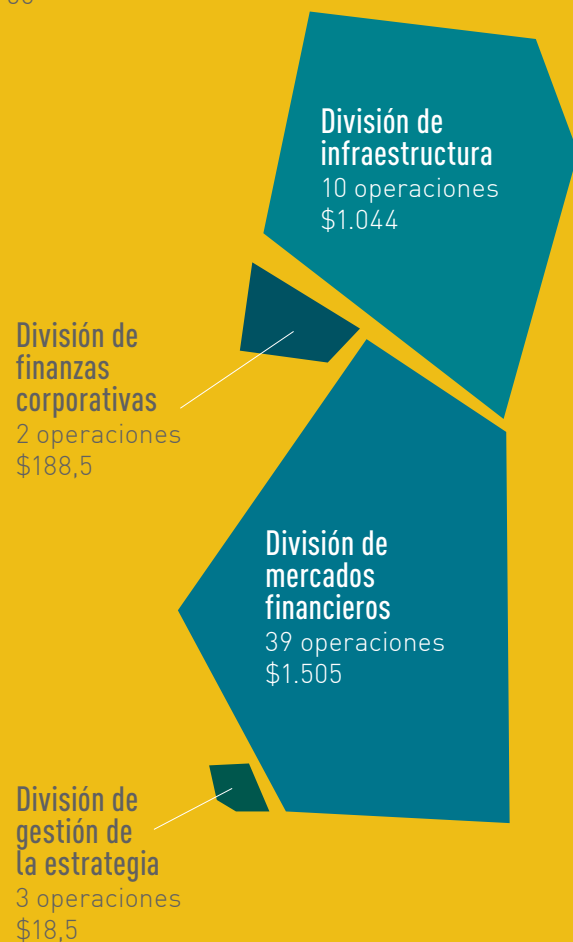 División de
infraestructura
10 operaciones
$1.044
División de
finanzas
corporativas
2 operaciones
$188,5
División de
mercados
financieros
39 operaciones
$1.505
División de
gestión de
la estrategia
3 operaciones
$18,5